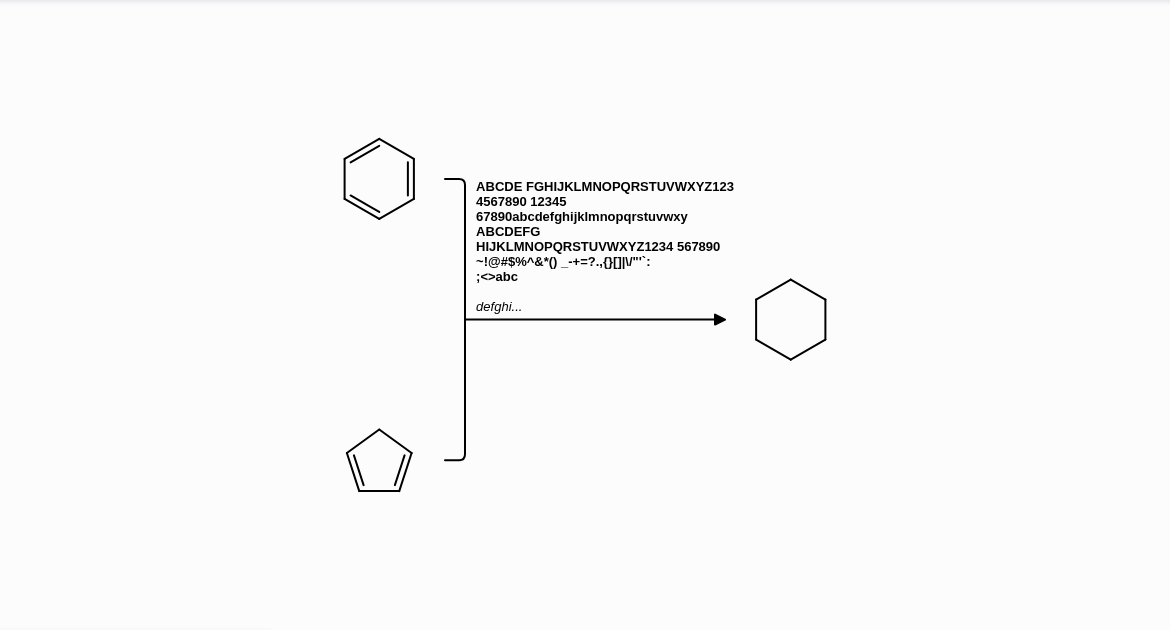 ABCDE FGHIJKLMNOPQRSTUVWXYZ123
4567890 12345
67890abcdefghijklmnopqrstuvwxy
ABCDEFG
HIJKLMNOPQRSTUVWXYZ1234 567890
~!@#$%^&*() _-+=?.,{}[]|\/"'`:
;<>abc
defghi...